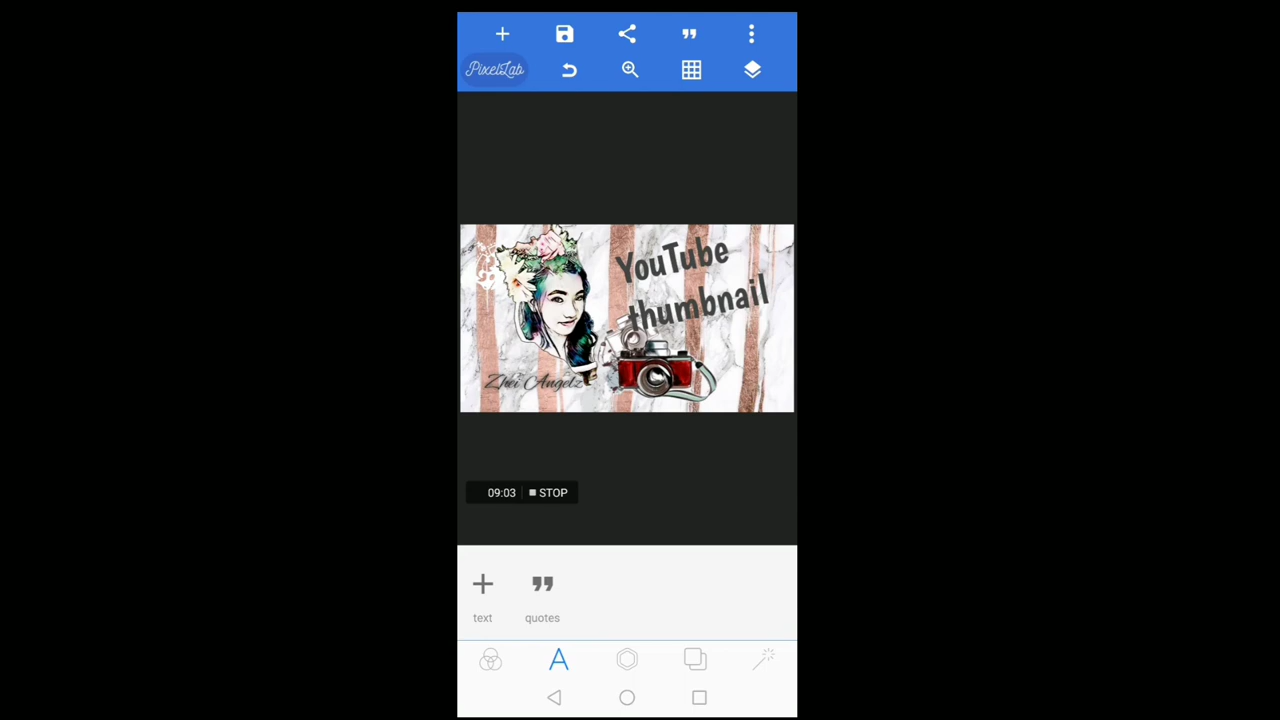 PixelLab
YouTube
thumbnail
Zhei Angelz
09:03 STOP
text quotes